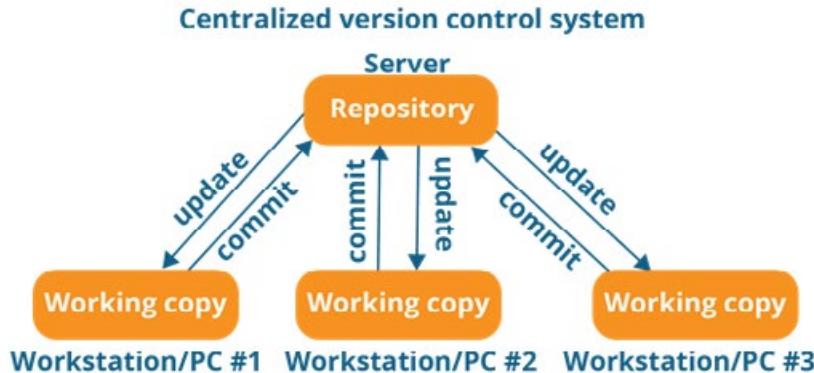 Centralized version control system
Server
Repository
update
commit
commit
update
update
commit
Working copy
Working copy
Working copy
Workstation/PC #1
Workstation/PC #2
Workstation/PC #3